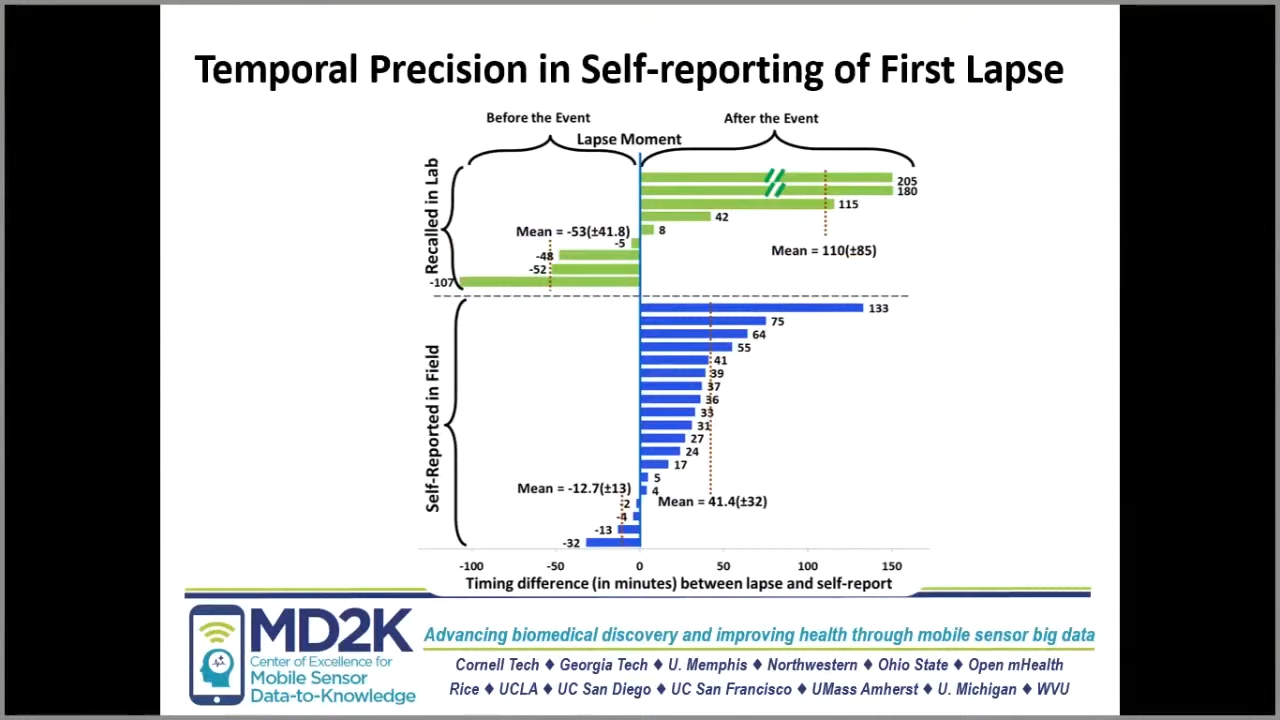 Temporal Precision in Self-reporting of First Lapse
Before the Event
After the Event
Lapse Moment
Recalled in Lab
205
180
115
42
8
Mean = -53(±41.8)
-5
Mean = 110(±85)
-48
-52
-107
Self-Reported in Field
133
75
64
55
41
39
37
36
33
31
27
24
17
5
4
Mean = -12.7(±13)
Mean = 41.4(±32)
-2
-4
-13
-32
-100 -50 0 50 100 150
Timing difference (in minutes) between lapse and self-report
MD2K
Center of Excellence for
Mobile Sensor
Data-to-Knowledge
Advancing biomedical discovery and improving health through mobile sensor big data
Cornell Tech ♦ Georgia Tech ♦ U. Memphis ♦ Northwestern ♦ Ohio State ♦ Open mHealth
Rice ♦ UCLA ♦ UC San Diego ♦ UC San Francisco ♦ UMass Amherst ♦ U. Michigan ♦ WVU